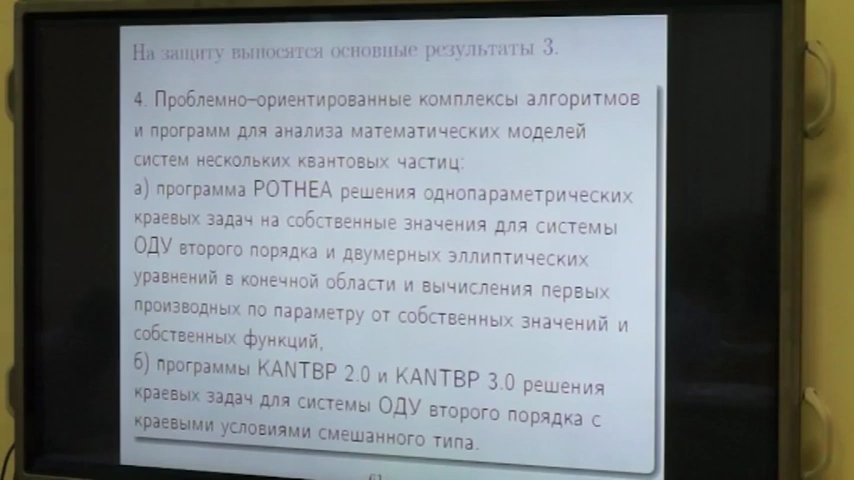 На защиту выносятся основные результаты 3.
4. Проблемно–ориентированные комплексы алгоритмов
и программ для анализа математических моделей
систем нескольких квантовых частиц:
а) программа POTHEA решения однопараметрических
краевых задач на собственные значения для системы
ОДУ второго порядка и двумерных эллиптических
уравнений в конечной области и вычисления первых
производных по параметру от собственных значений и
собственных функций,
б) программы KANTBP 2.0 и KANTBP 3.0 решения
краевых задач для системы ОДУ второго порядка с
краевыми условиями смешанного типа.